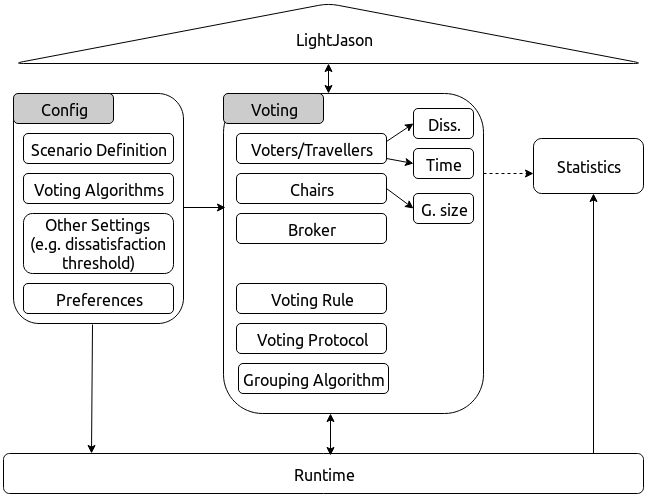 LightJason
Config
Scenario Definition
Voting Algorithms
Other Settings
(e.g. dissatisfaction
threshold)
Preferences
Voting
Voters/Travellers
Chairs
Broker
Voting Rule
Voting Protocol
Grouping Algorithm
Diss.
Time
G. size
Statistics
Runtime